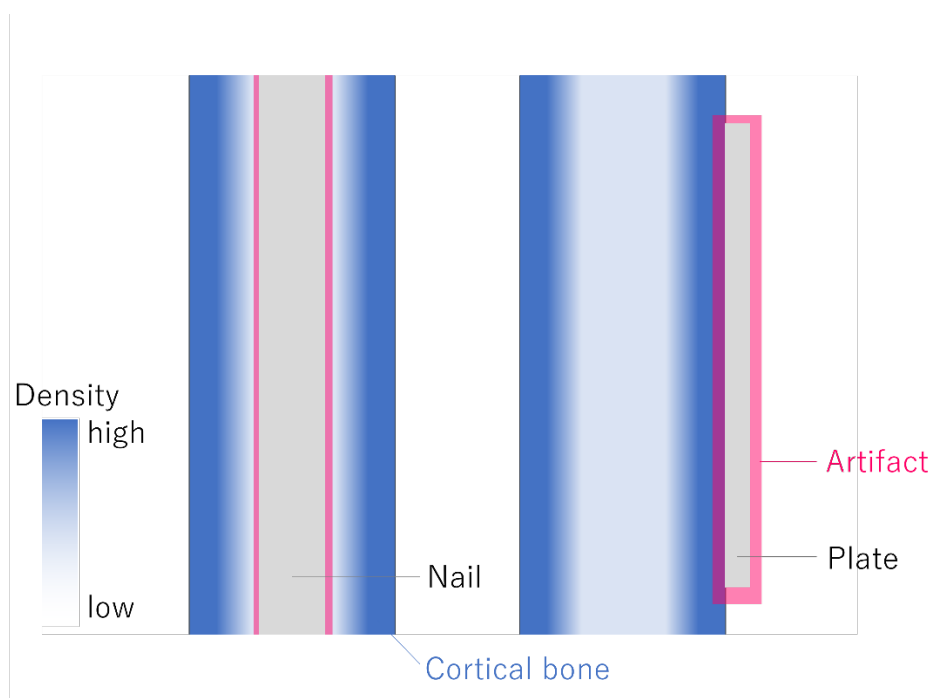 Density
high
low
Nail
Cortical bone
Artifact
Plate